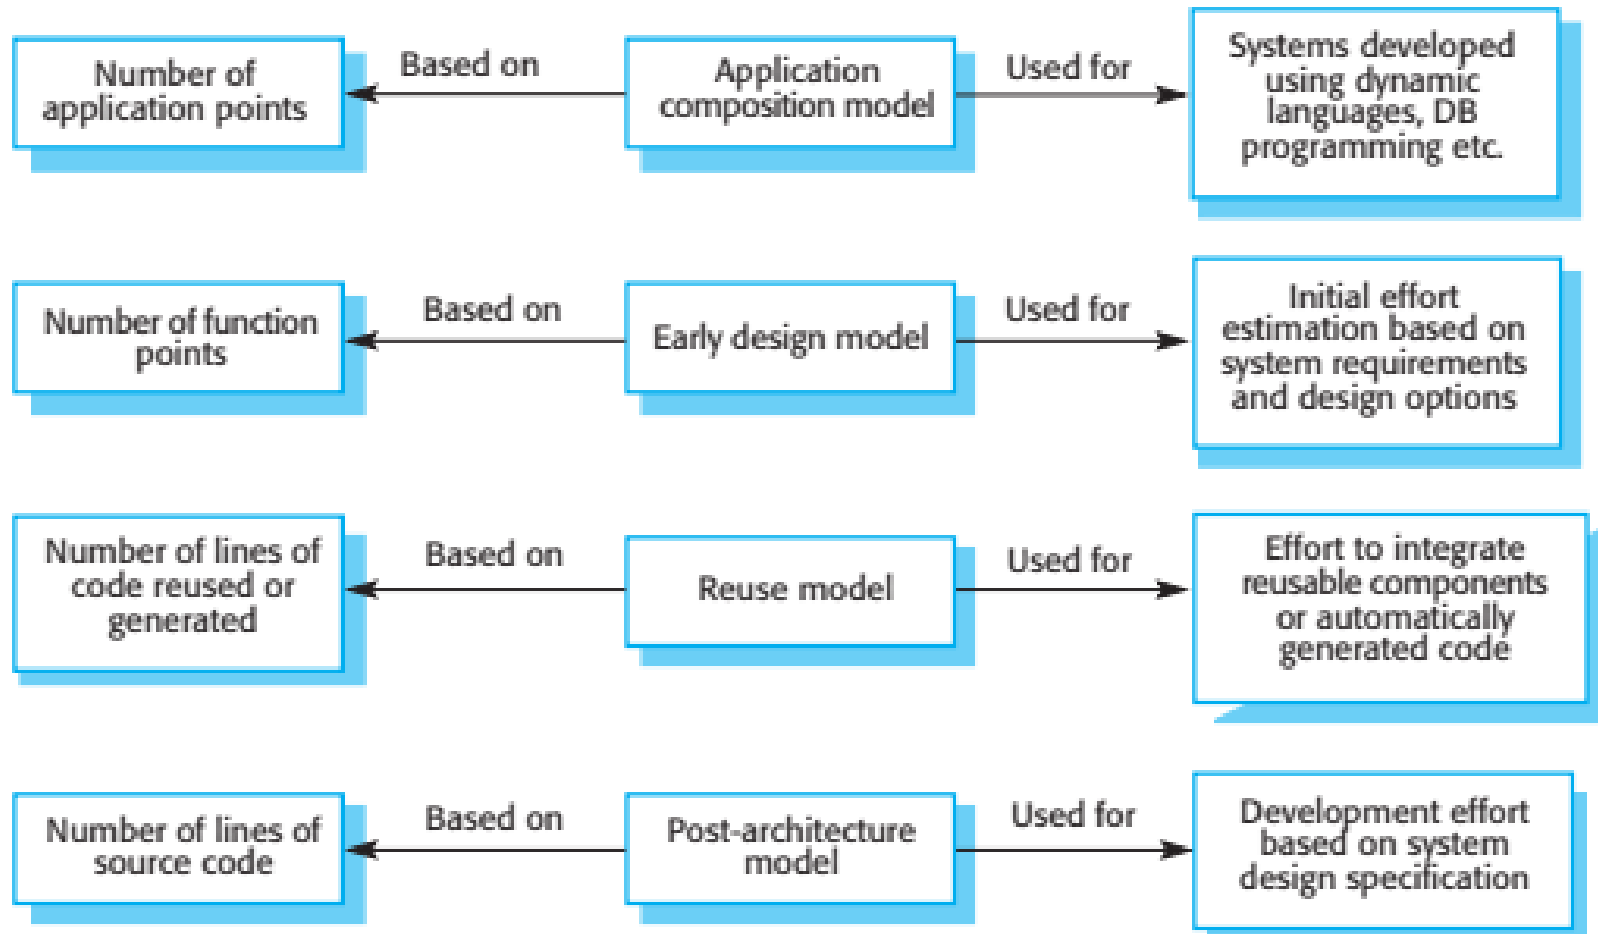 Number of
application points
Based on
Application
composition model
Used for
Systems developed
using dynamic
languages, DB
programming etc.
Number of function
points
Based on
Early design model
Used for
Initial effort
estimation based on
system requirements
and design options
Number of lines of
code reused or
generated
Based on
Reuse model
Used for
Effort to integrate
reusable components
or automatically
generated code
Number of lines of
source code
Based on
Post-architecture
model
Used for
Development effort
based on system
design specification